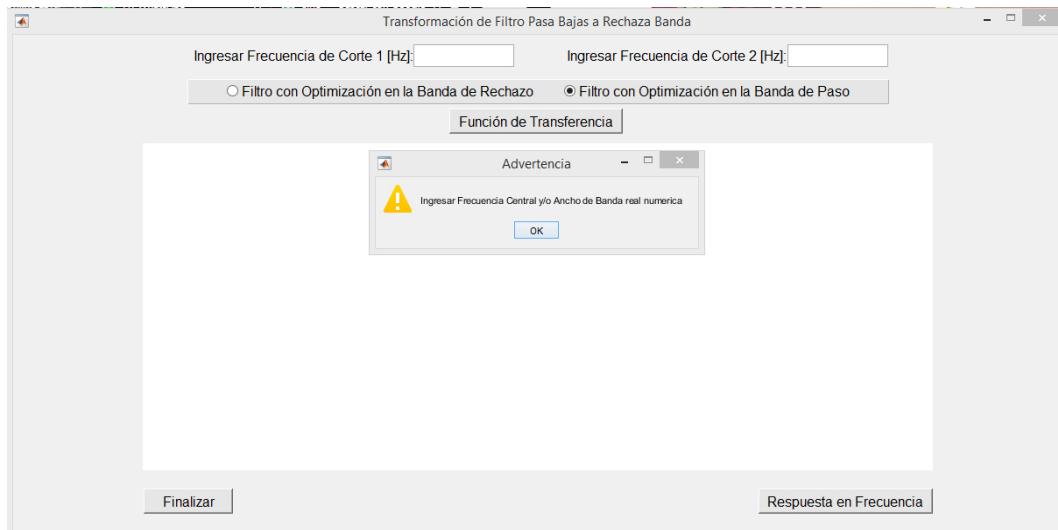 Transformación de Filtro Pasa Bajas a Rechaza Banda
Ingresar Frecuencia de Corte 1 [Hz]:
Ingresar Frecuencia de Corte 2 [Hz]:
Filtro con Optimización en la Banda de Rechazo
Filtro con Optimización en la Banda de Paso
Función de Transferencia
Advertencia
Ingresar Frecuencia Central y/o Ancho de Banda real numerica
OK
Finalizar
Respuesta en Frecuencia